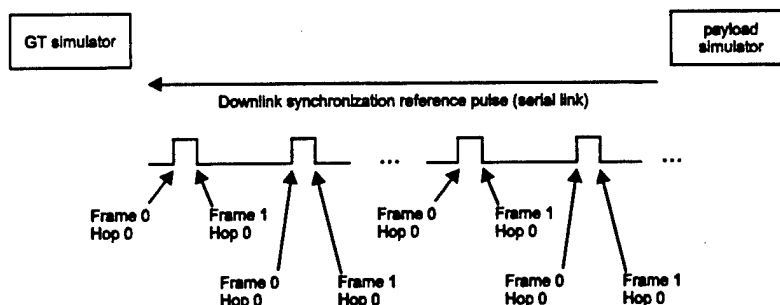 GT simulator
payload
simulator
Downlink synchronization reference pulse (serial link)
...
...
Frame 0
Hop 0
Frame 1
Hop 0
Frame 0
Hop 0
Frame 1
Hop 0
Frame 0
Hop 0
Frame 1
Hop 0
Frame 0
Hop 0
Frame 1
Hop 0